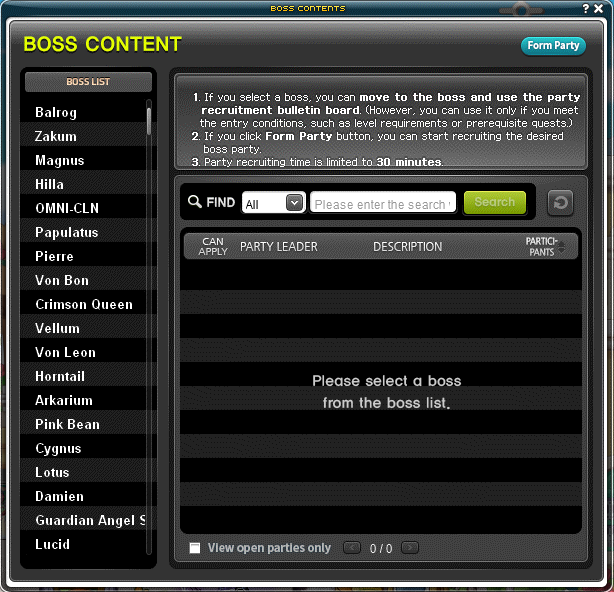 BOSS CONTENTS
?
BOSS CONTENT
Form Party
BOSS LIST
Balrog
Zakum
Magnus
Hilla
OMNI-CLN
Papulatus
Pierre
Von Bon
Crimson Queen
Vellum
Von Leon
Horntail
Arkarium
Pink Bean
Cygnus
Lotus
Damien
Guardian Angel S
Lucid
1. If you select a boss, you can move to the boss and use the party
recruitment bulletin board. (However, you can use it only if you meet
the entry conditions, such as level requirements or prerequisite quests.)
2. If you click Form Party button, you can start recruiting the desired
boss party.
3. Party recruiting time is limited to 30 minutes.
FIND
All
Please enter the search
Search
CAN
APPLY
PARTY LEADER
DESCRIPTION
PARTICI-
PANTS
Please select a boss
from the boss list.
View open parties only
0 / 0